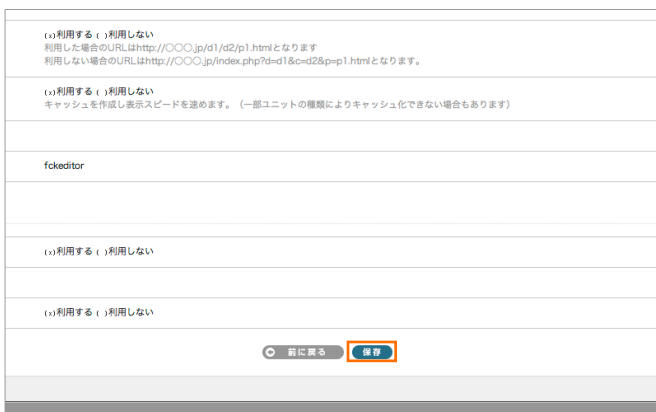 (x)利用する ( )利用しない
利用した場合のURLはhttp://○○○.jp/d1/d2/p1.htmlとなります
利用しない場合のURLはhttp://○○○.jp/index.php?d=d1&c=d2&p=p1.htmlとなります。
(x)利用する ( )利用しない
キャッシュを作成し表示スピードを速めます。（一部ユニットの種類によりキャッシュ化できない場合もあります）
fckeditor
(x)利用する ( )利用しない
(x)利用する ( )利用しない
前に戻る 保存